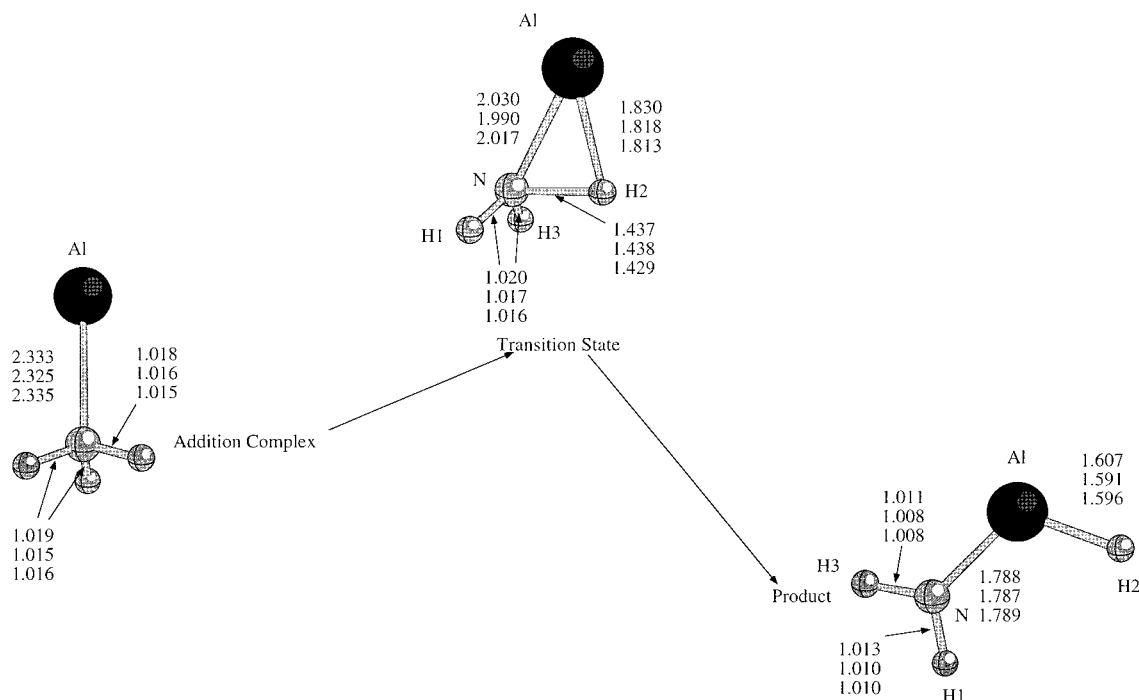 Al
2.030
1.990
2.017
1.830
1.818
1.813
N
H2
H1
H3
1.437
1.438
1.429
1.020
1.017
1.016
Transition State
Al
2.333
2.325
2.335
1.018
1.016
1.015
Addition Complex
1.019
1.015
1.016
Al
1.607
1.591
1.596
1.011
1.008
1.008
H3
H2
Product
1.788
1.787
1.789
N
1.013
1.010
1.010
H1